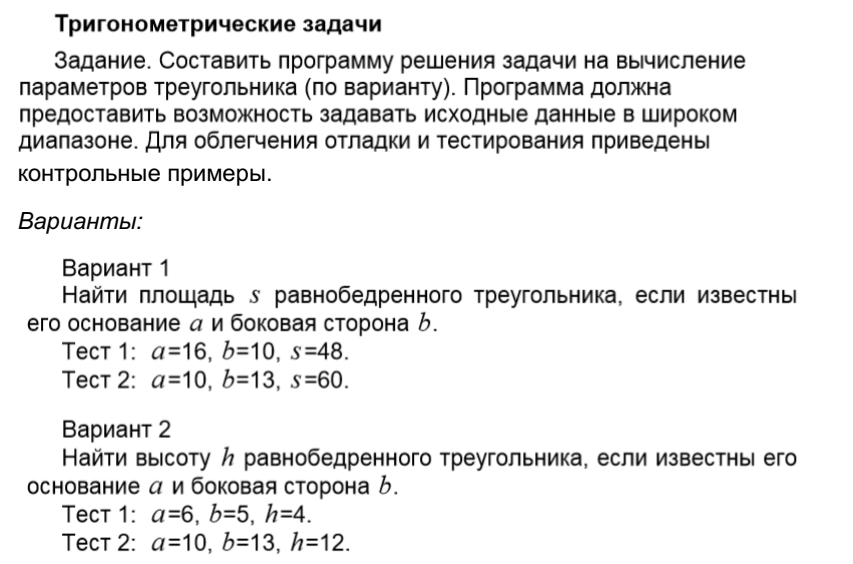 Тригонометрические задачи
Задание. Составить программу решения задачи на вычисление
параметров треугольника (по варианту). Программа должна
предоставить возможность задавать исходные данные в широком
диапазоне. Для облегчения отладки и тестирования приведены
контрольные примеры.
Варианты:
Вариант 1
Найти площадь s равнобедренного треугольника, если известны
его основание a и боковая сторона b.
Тест 1: a=16, b=10, s=48.
Тест 2: a=10, b=13, s=60.
Вариант 2
Найти высоту h равнобедренного треугольника, если известны его
основание a и боковая сторона b.
Тест 1: a=6, b=5, h=4.
Тест 2: a=10, b=13, h=12.